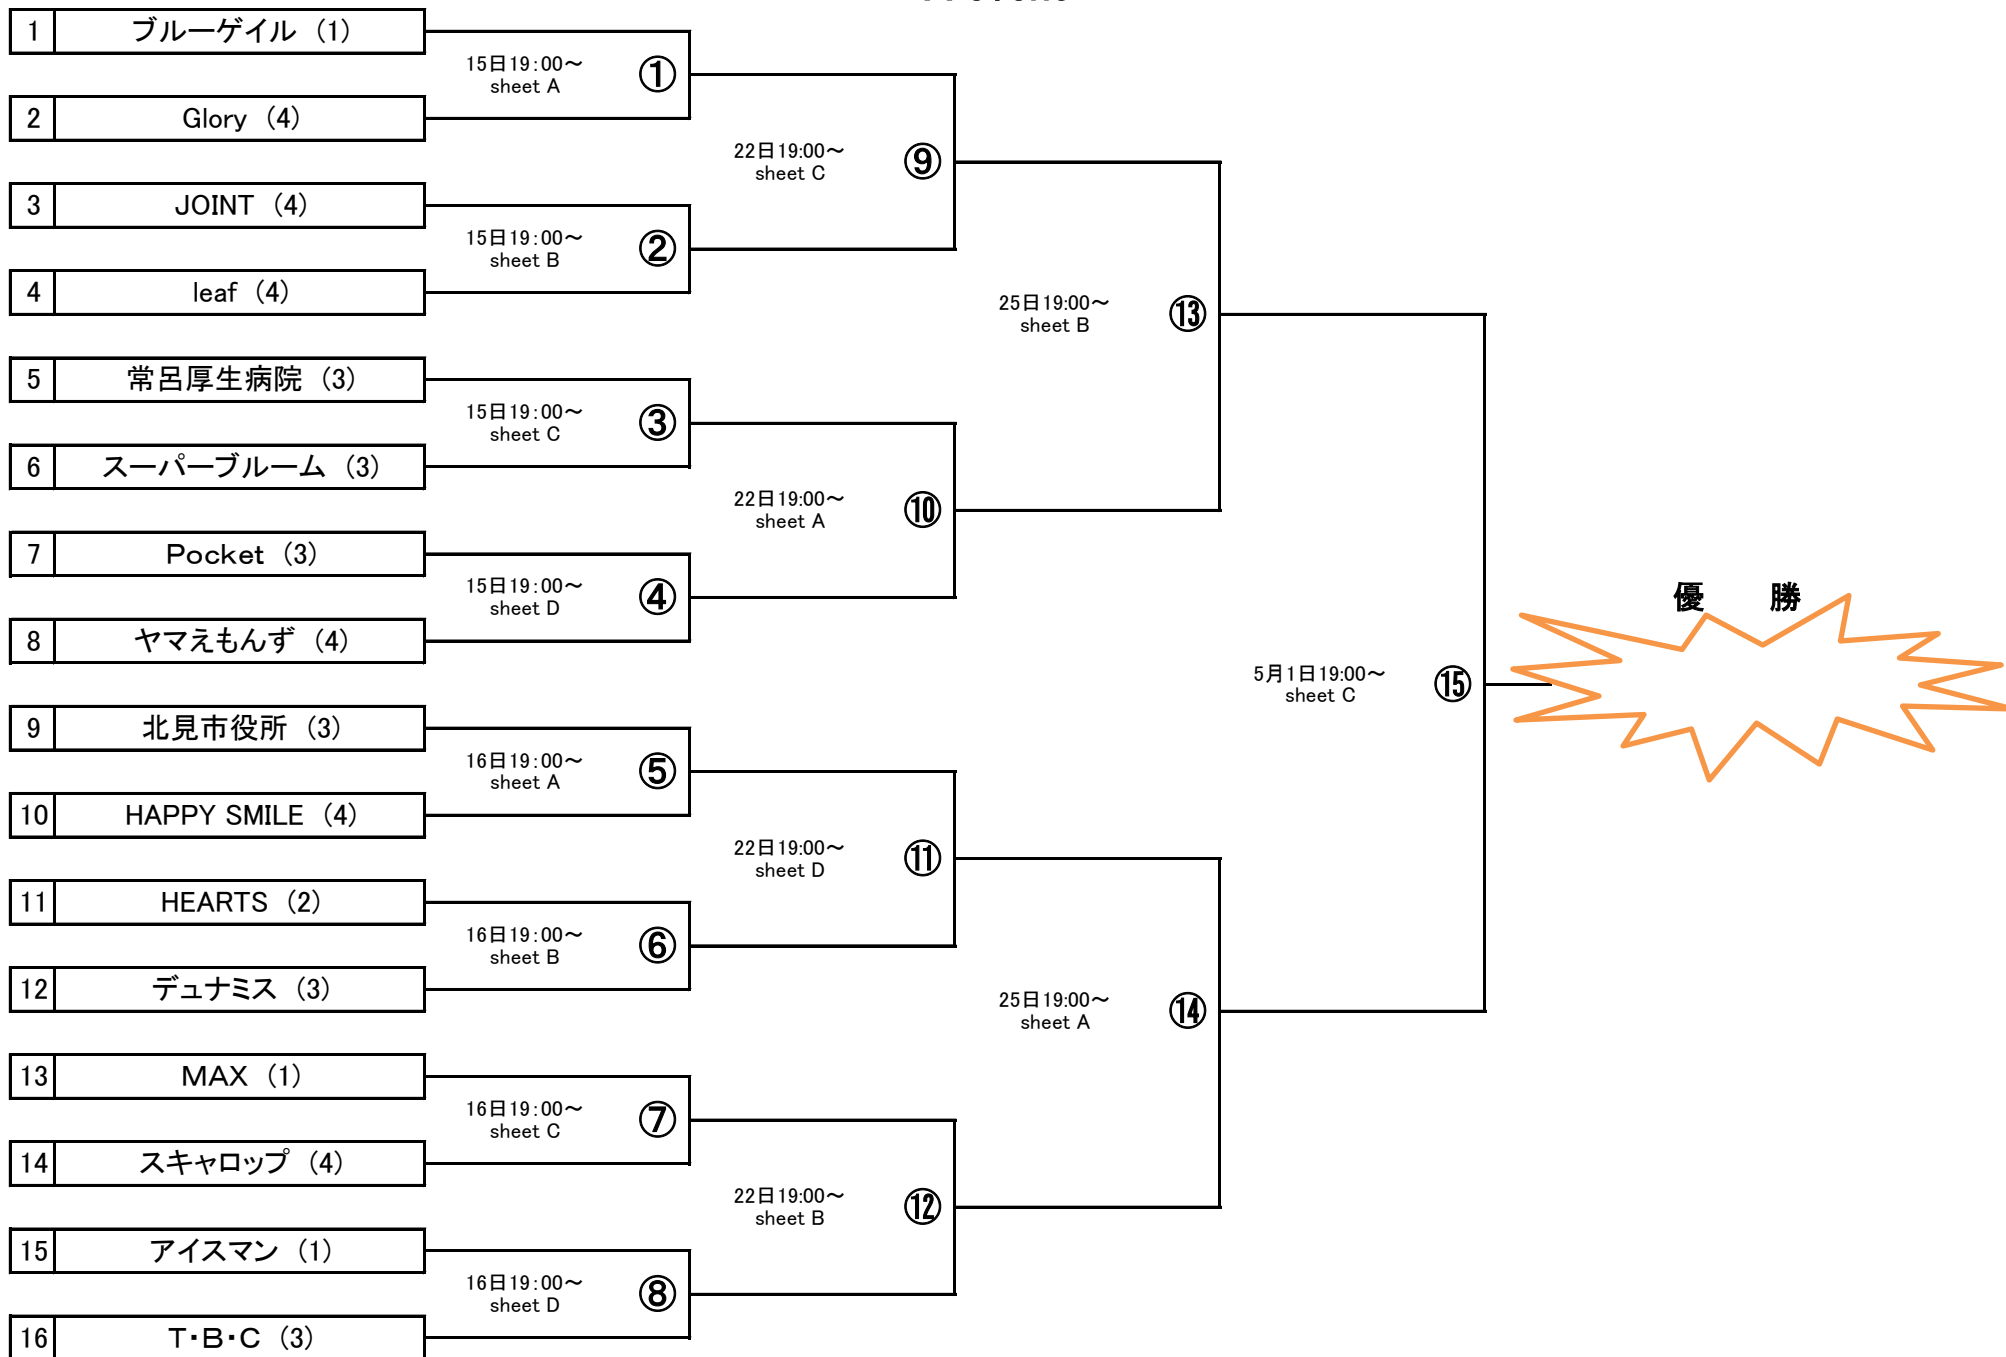 1 ブルーゲイル (1)
15日19:00～
sheet A
①
2 Glory (4)
22日19:00～
sheet C
⑨
3 JOINT (4)
15日19:00～
sheet B
②
4 leaf (4)
25日19:00～
sheet B
⑬
5 常呂厚生病院 (3)
15日19:00～
sheet C
③
6 スーパーブルーム (3)
22日19:00～
sheet A
⑩
7 Pocket (3)
15日19:00～
sheet D
④
8 ヤマえもんず (4)
優 勝
5月1日19:00～
sheet C
⑮
9 北見市役所 (3)
16日19:00～
sheet A
⑤
10 HAPPY SMILE (4)
22日19:00～
sheet D
⑪
11 HEARTS (2)
16日19:00～
sheet B
⑥
12 デュナミス (3)
25日19:00～
sheet A
⑭
13 MAX (1)
16日19:00～
sheet C
⑦
14 スキャロップ (4)
22日19:00～
sheet B
⑫
15 アイスマン (1)
16日19:00～
sheet D
⑧
16 T・B・C (3)